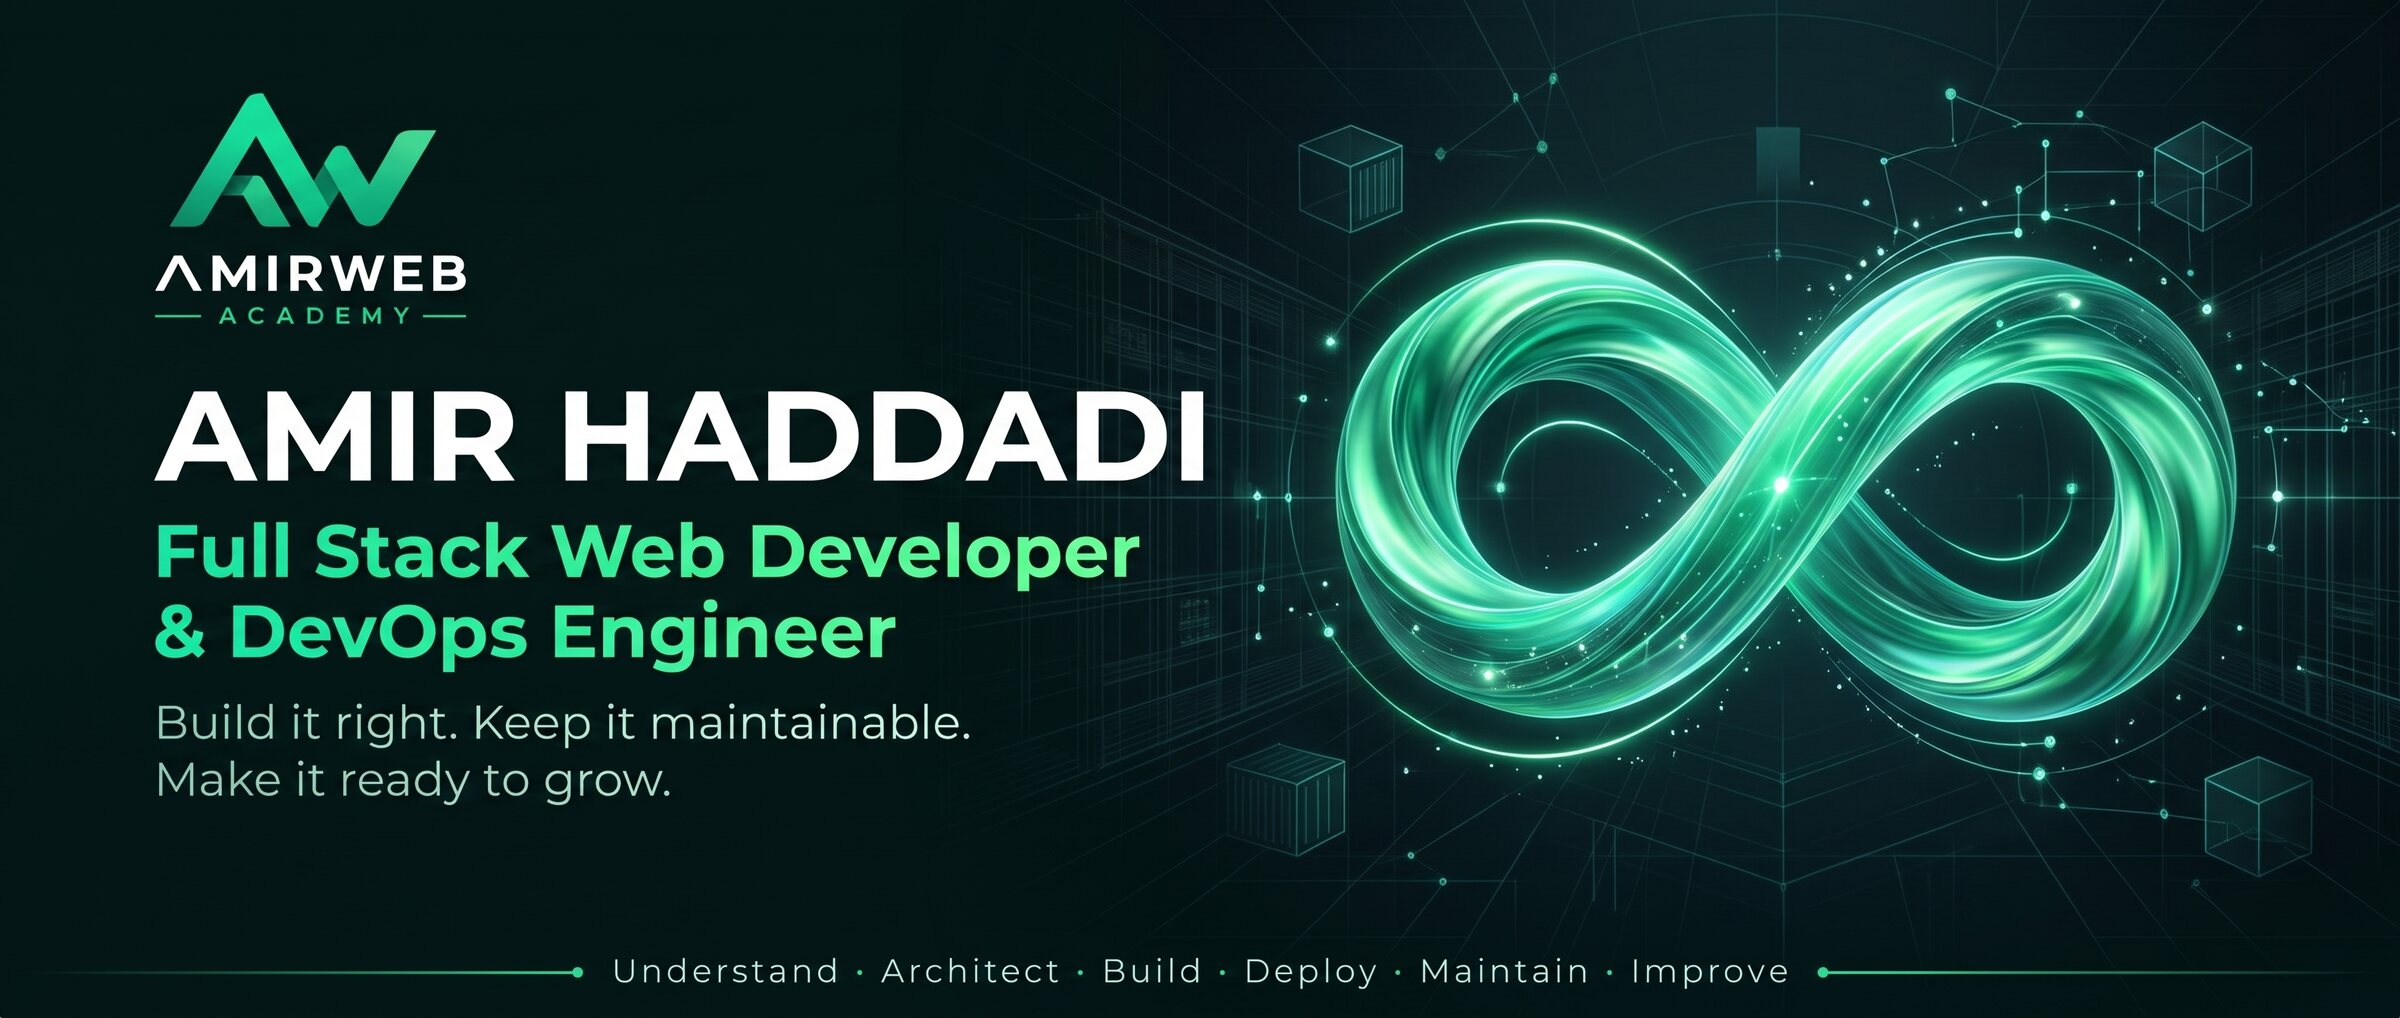 AMIRWEB
ACADEMY
AMIR HADDADI
Full Stack Web Developer
& DevOps Engineer
Build it right. Keep it maintainable.
Make it ready to grow.
Understand • Architect • Build • Deploy • Maintain • Improve